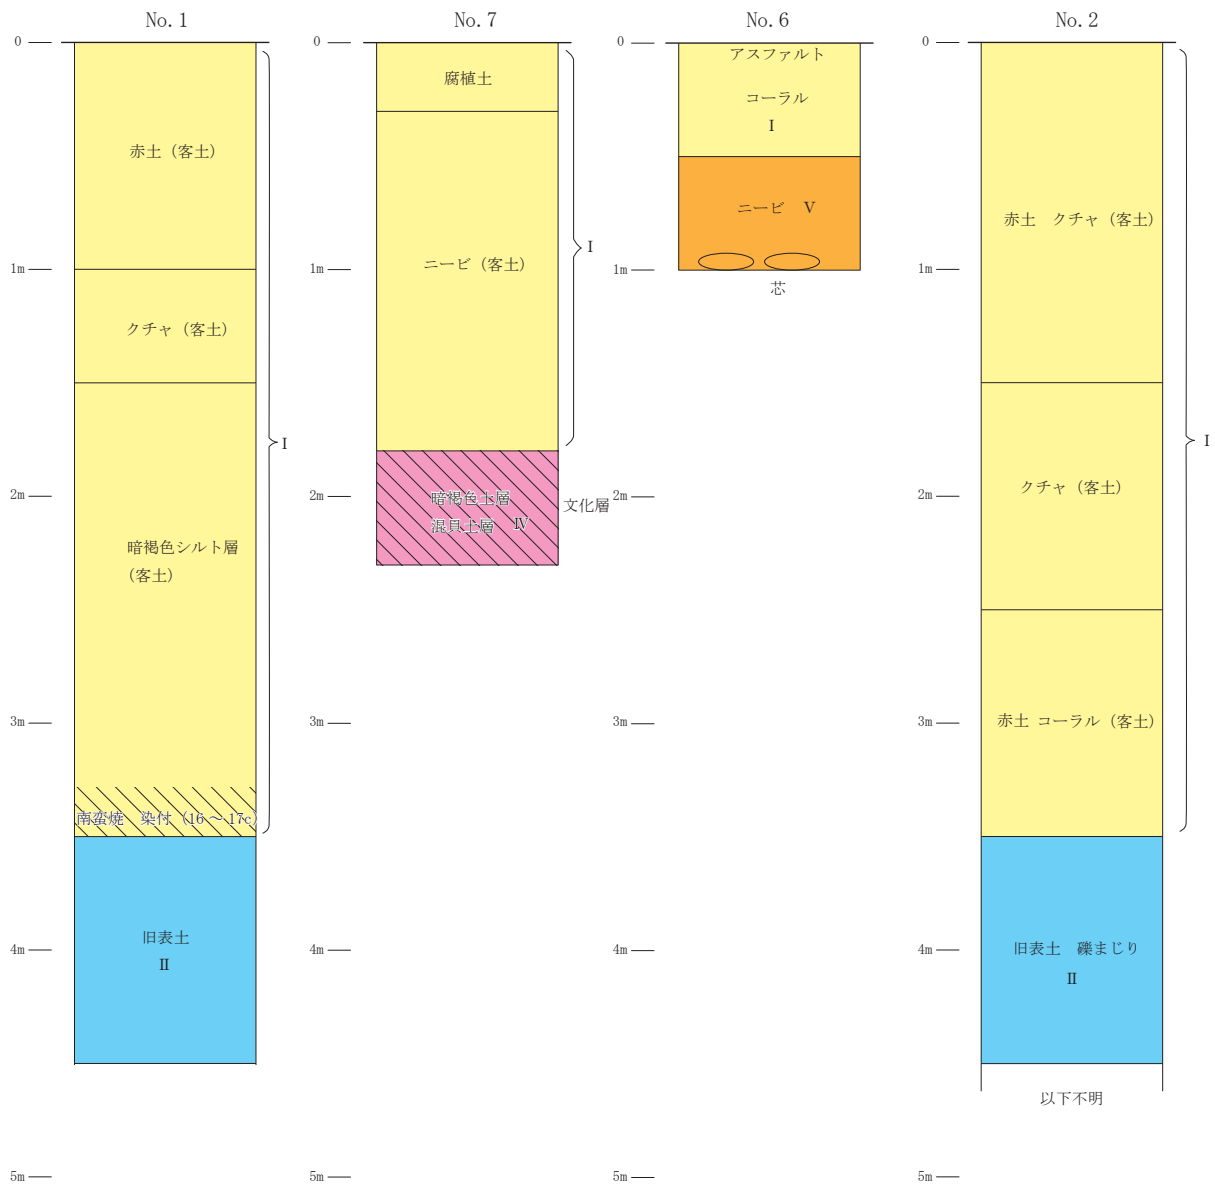 No. 1
0
赤土（客土）
1m
クチャ（客土）
I
2m
暗褐色シルト層
（客土）
3m
南蛮焼　染付（16 ～ 17c）
旧表土
4m
II
5m
No. 7
0
腐植土
ニービ（客土）
I
1m
2m
暗褐色土層
混貝土層　IV
文化層
3m
4m
5m
No. 6
0
アスファルト
コーラル
I
ニービ　V
1m
芯
2m
3m
4m
5m
No. 2
0
赤土　クチャ（客土）
1m
I
2m
クチャ（客土）
3m
赤土 コーラル（客土）
4m
旧表土　礫まじり
II
以下不明
5m